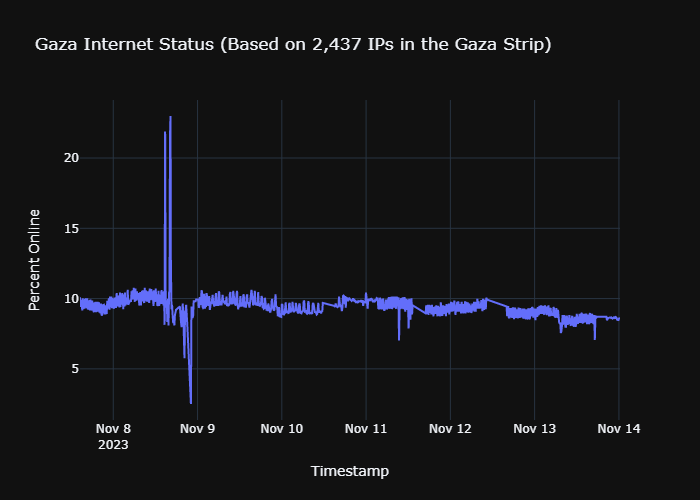 Gaza Internet Status (Based on 2,437 IPs in the Gaza Strip)
Percent Online
20
15
10
5
Nov 8 Nov 9 Nov 10 Nov 11 Nov 12 Nov 13 Nov 14
2023
Timestamp